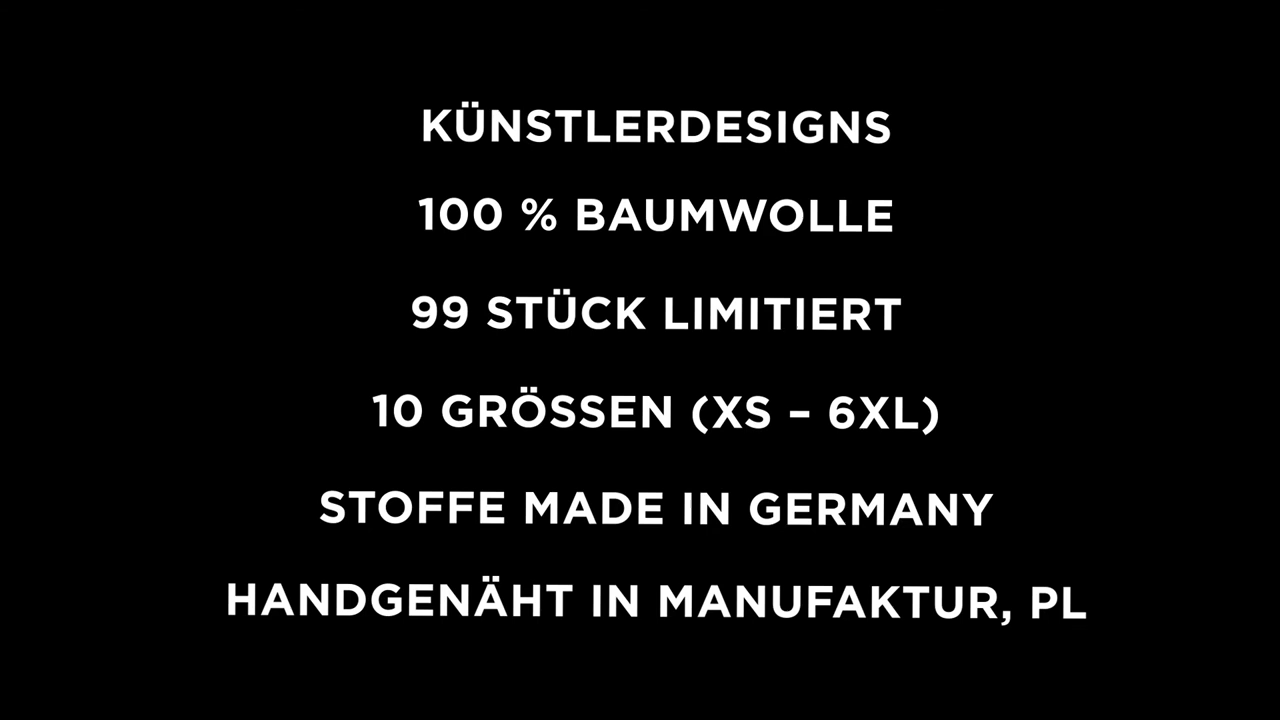 KÜNSTLERDESIGNS
100 % BAUMWOLLE
99 STÜCK LIMITIERT
10 GRÖSSEN (XS – 6XL)
STOFFE MADE IN GERMANY
HANDGENÄHT IN MANUFAKTUR, PL